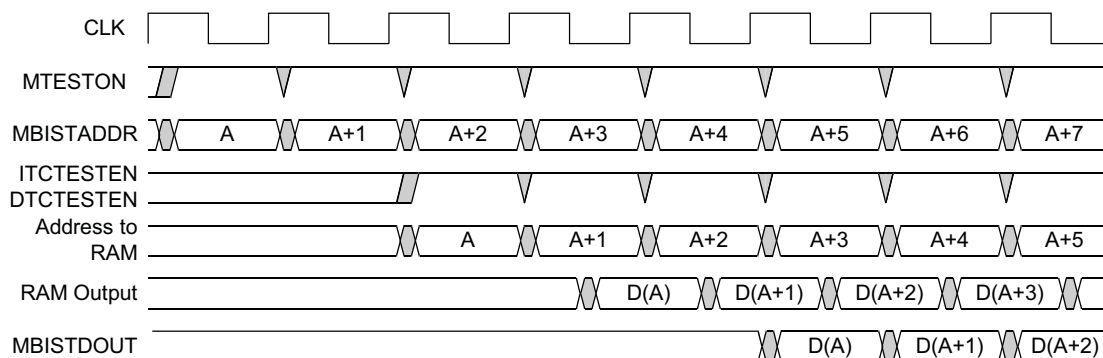 CLK
MTESTON
MBISTADDR A A+1 A+2 A+3 A+4 A+5 A+6 A+7
ITCTESTEN
DTCTESTEN
Address to
RAM A A+1 A+2 A+3 A+4 A+5
RAM Output D(A) D(A+1) D(A+2) D(A+3)
MBISTDOUT D(A) D(A+1) D(A+2)